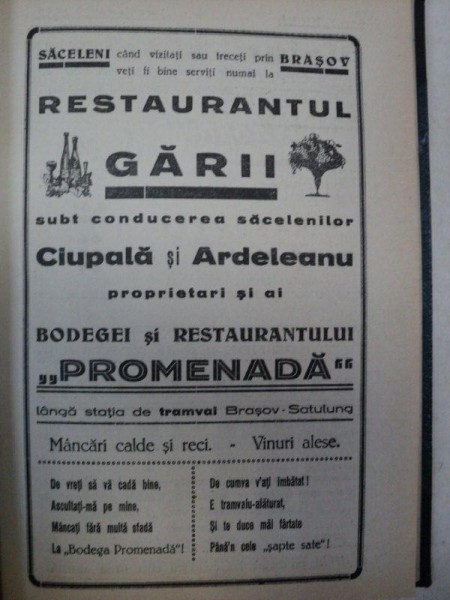 SĂCELENI când vizitați sau treceți prin BRAȘOV
veți fi bine serviți numai la
RESTAURANTUL
GĂRII
subt conducerea săcelenilor
Ciupală și Ardeleanu
proprietari și ai
BODEGEI și RESTAURANTULUI
„PROMENADĂ“
lângă stația de tramvai Brașov-Satulung
Mâncări calde și reci. - Vinuri alese.
De vreți să vă cadă bine,
Ascultați-mă pe mine,
Mâncați fără multă sfadă
La „Bodega Promenadă“!
De cumva v'ați îmbătat!
E tramvaiu-alăturat,
Și te duce măi fârtate
Până'n cele „șapte sate“!